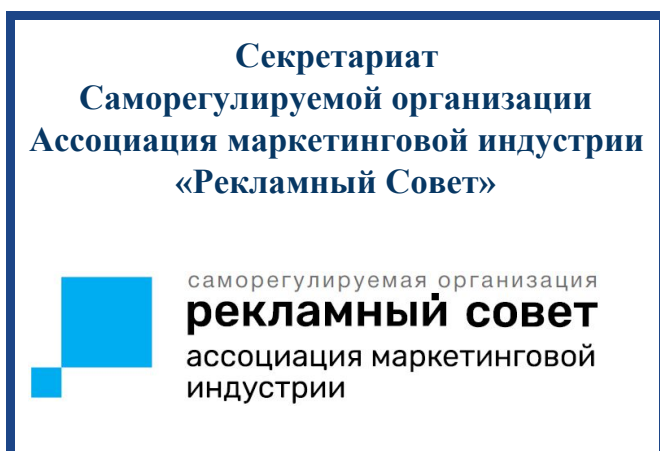 Секретариат
Саморегулируемой организации
Ассоциация маркетинговой индустрии
«Рекламный Совет»
саморегулируемая организация
рекламный совет
ассоциация маркетинговой
индустрии